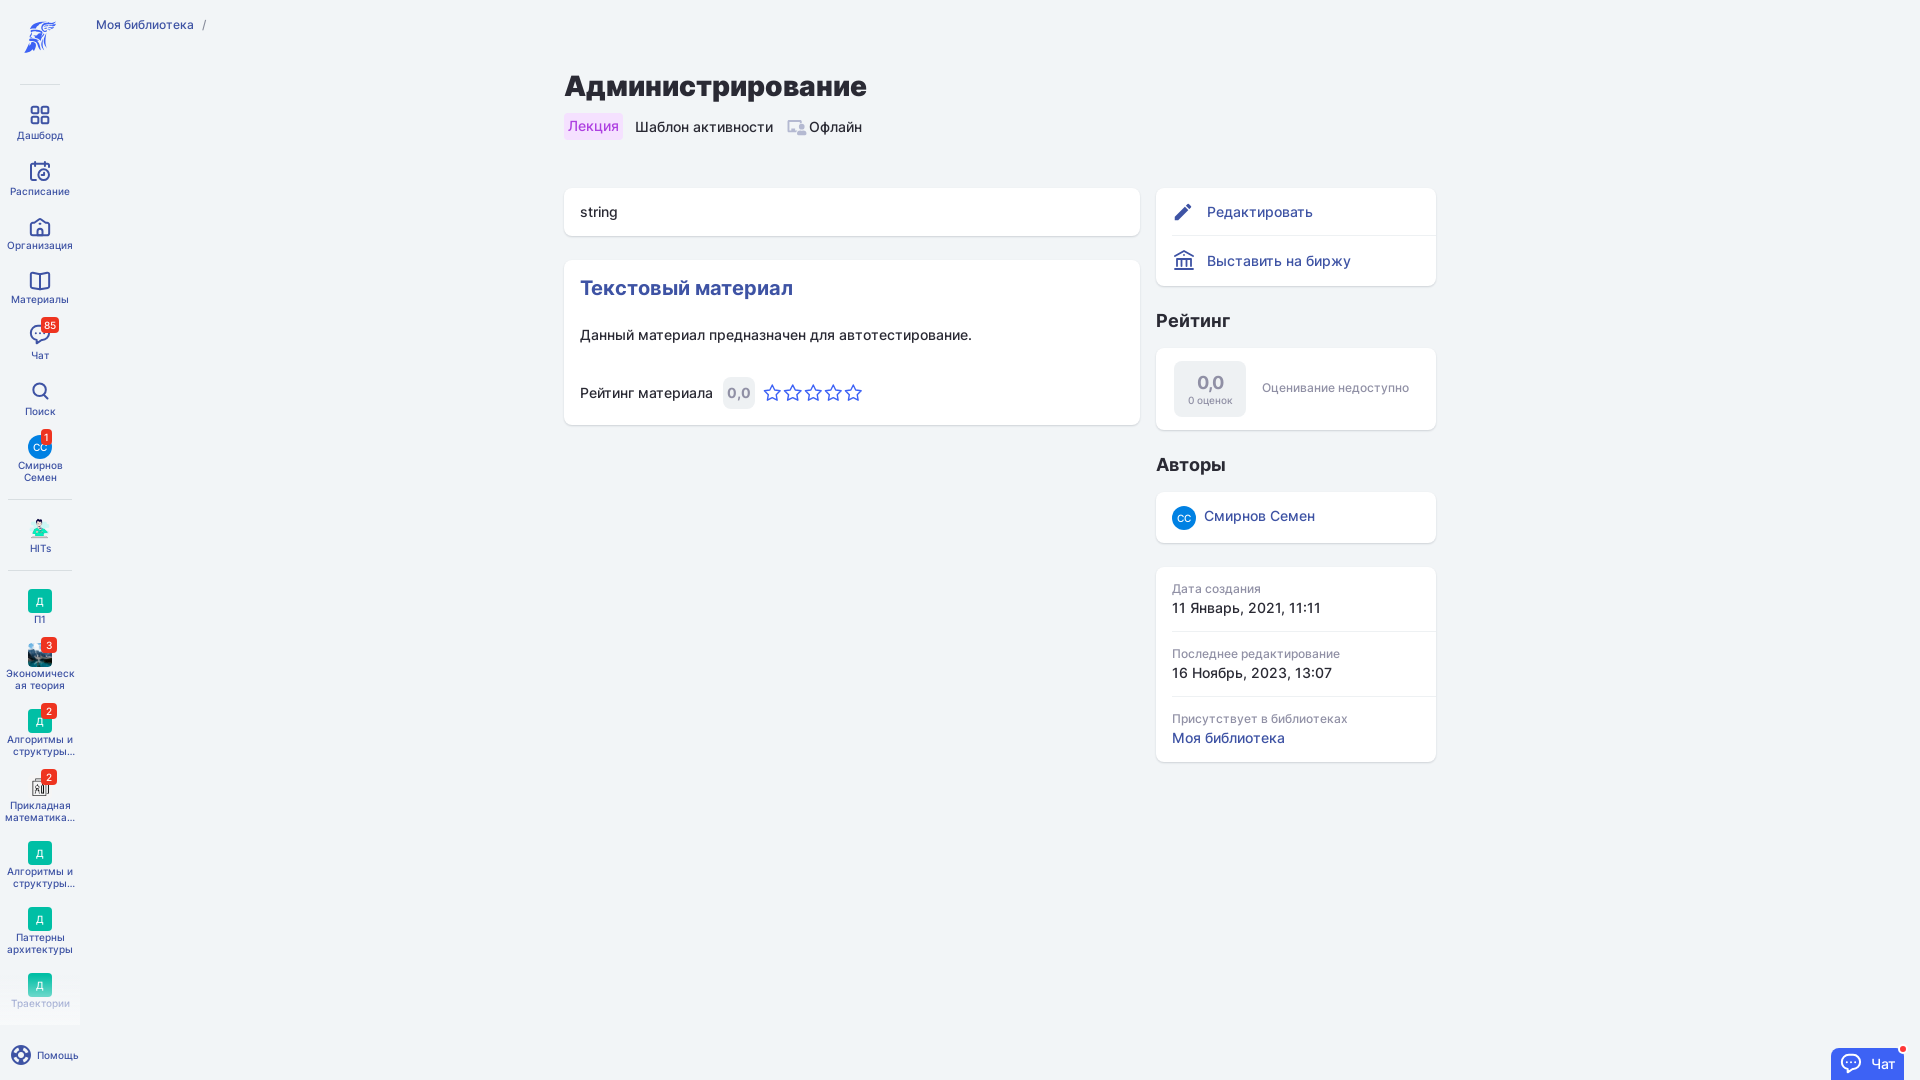 Моя библиотека /
Дашборд
Расписание
Организация
Материалы
85
Чат
Поиск
1
СС
Смирнов
Семен
HITs
Д
П1
3
Экономическ
ая теория
2
Д
Алгоритмы и
структуры...
2
Прикладная
математика...
Д
Алгоритмы и
структуры...
Д
Паттерны
архитектуры
Д
Траектории
Помощь
Администрирование
Лекция Шаблон активности Офлайн
string
Текстовый материал
Данный материал предназначен для автотестирование.
Рейтинг материала 0,0
Редактировать
Выставить на биржу
Рейтинг
0,0
0 оценок
Оценивание недоступно
Авторы
СС Смирнов Семен
Дата создания
11 Январь, 2021, 11:11
Последнее редактирование
16 Ноябрь, 2023, 13:07
Присутствует в библиотеках
Моя библиотека
Чат